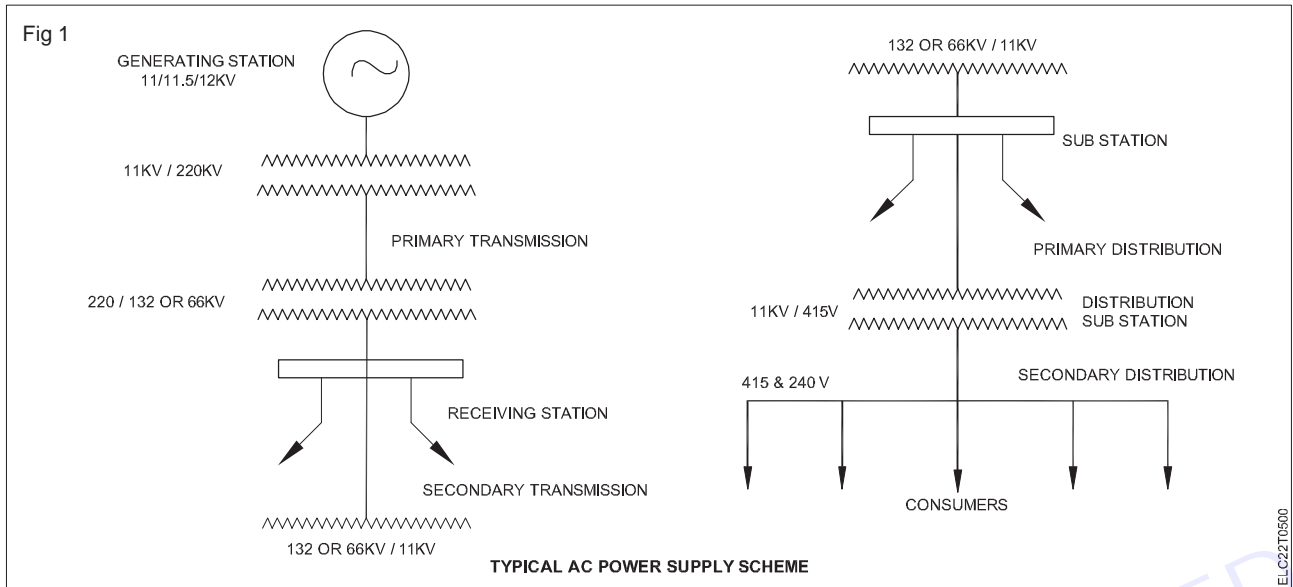 Fig 1
GENERATING STATION
11/11.5/12KV
11KV / 220KV
PRIMARY TRANSMISSION
220 / 132 OR 66KV
RECEIVING STATION
SECONDARY TRANSMISSION
132 OR 66KV / 11KV
132 OR 66KV / 11KV
SUB STATION
PRIMARY DISTRIBUTION
11KV / 415V
DISTRIBUTION
SUB STATION
SECONDARY DISTRIBUTION
415 & 240 V
CONSUMERS
TYPICAL AC POWER SUPPLY SCHEME
ELC22T0500